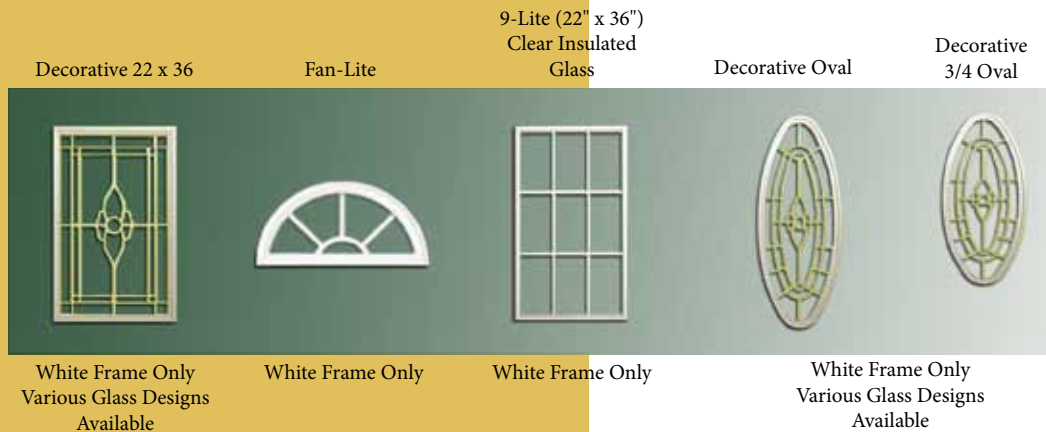 Decorative 22 x 36
Fan-Lite
9-Lite (22" x 36")
Clear Insulated
Glass
Decorative Oval
Decorative
3/4 Oval
White Frame Only
Various Glass Designs
Available
White Frame Only
White Frame Only
White Frame Only
Various Glass Designs
Available